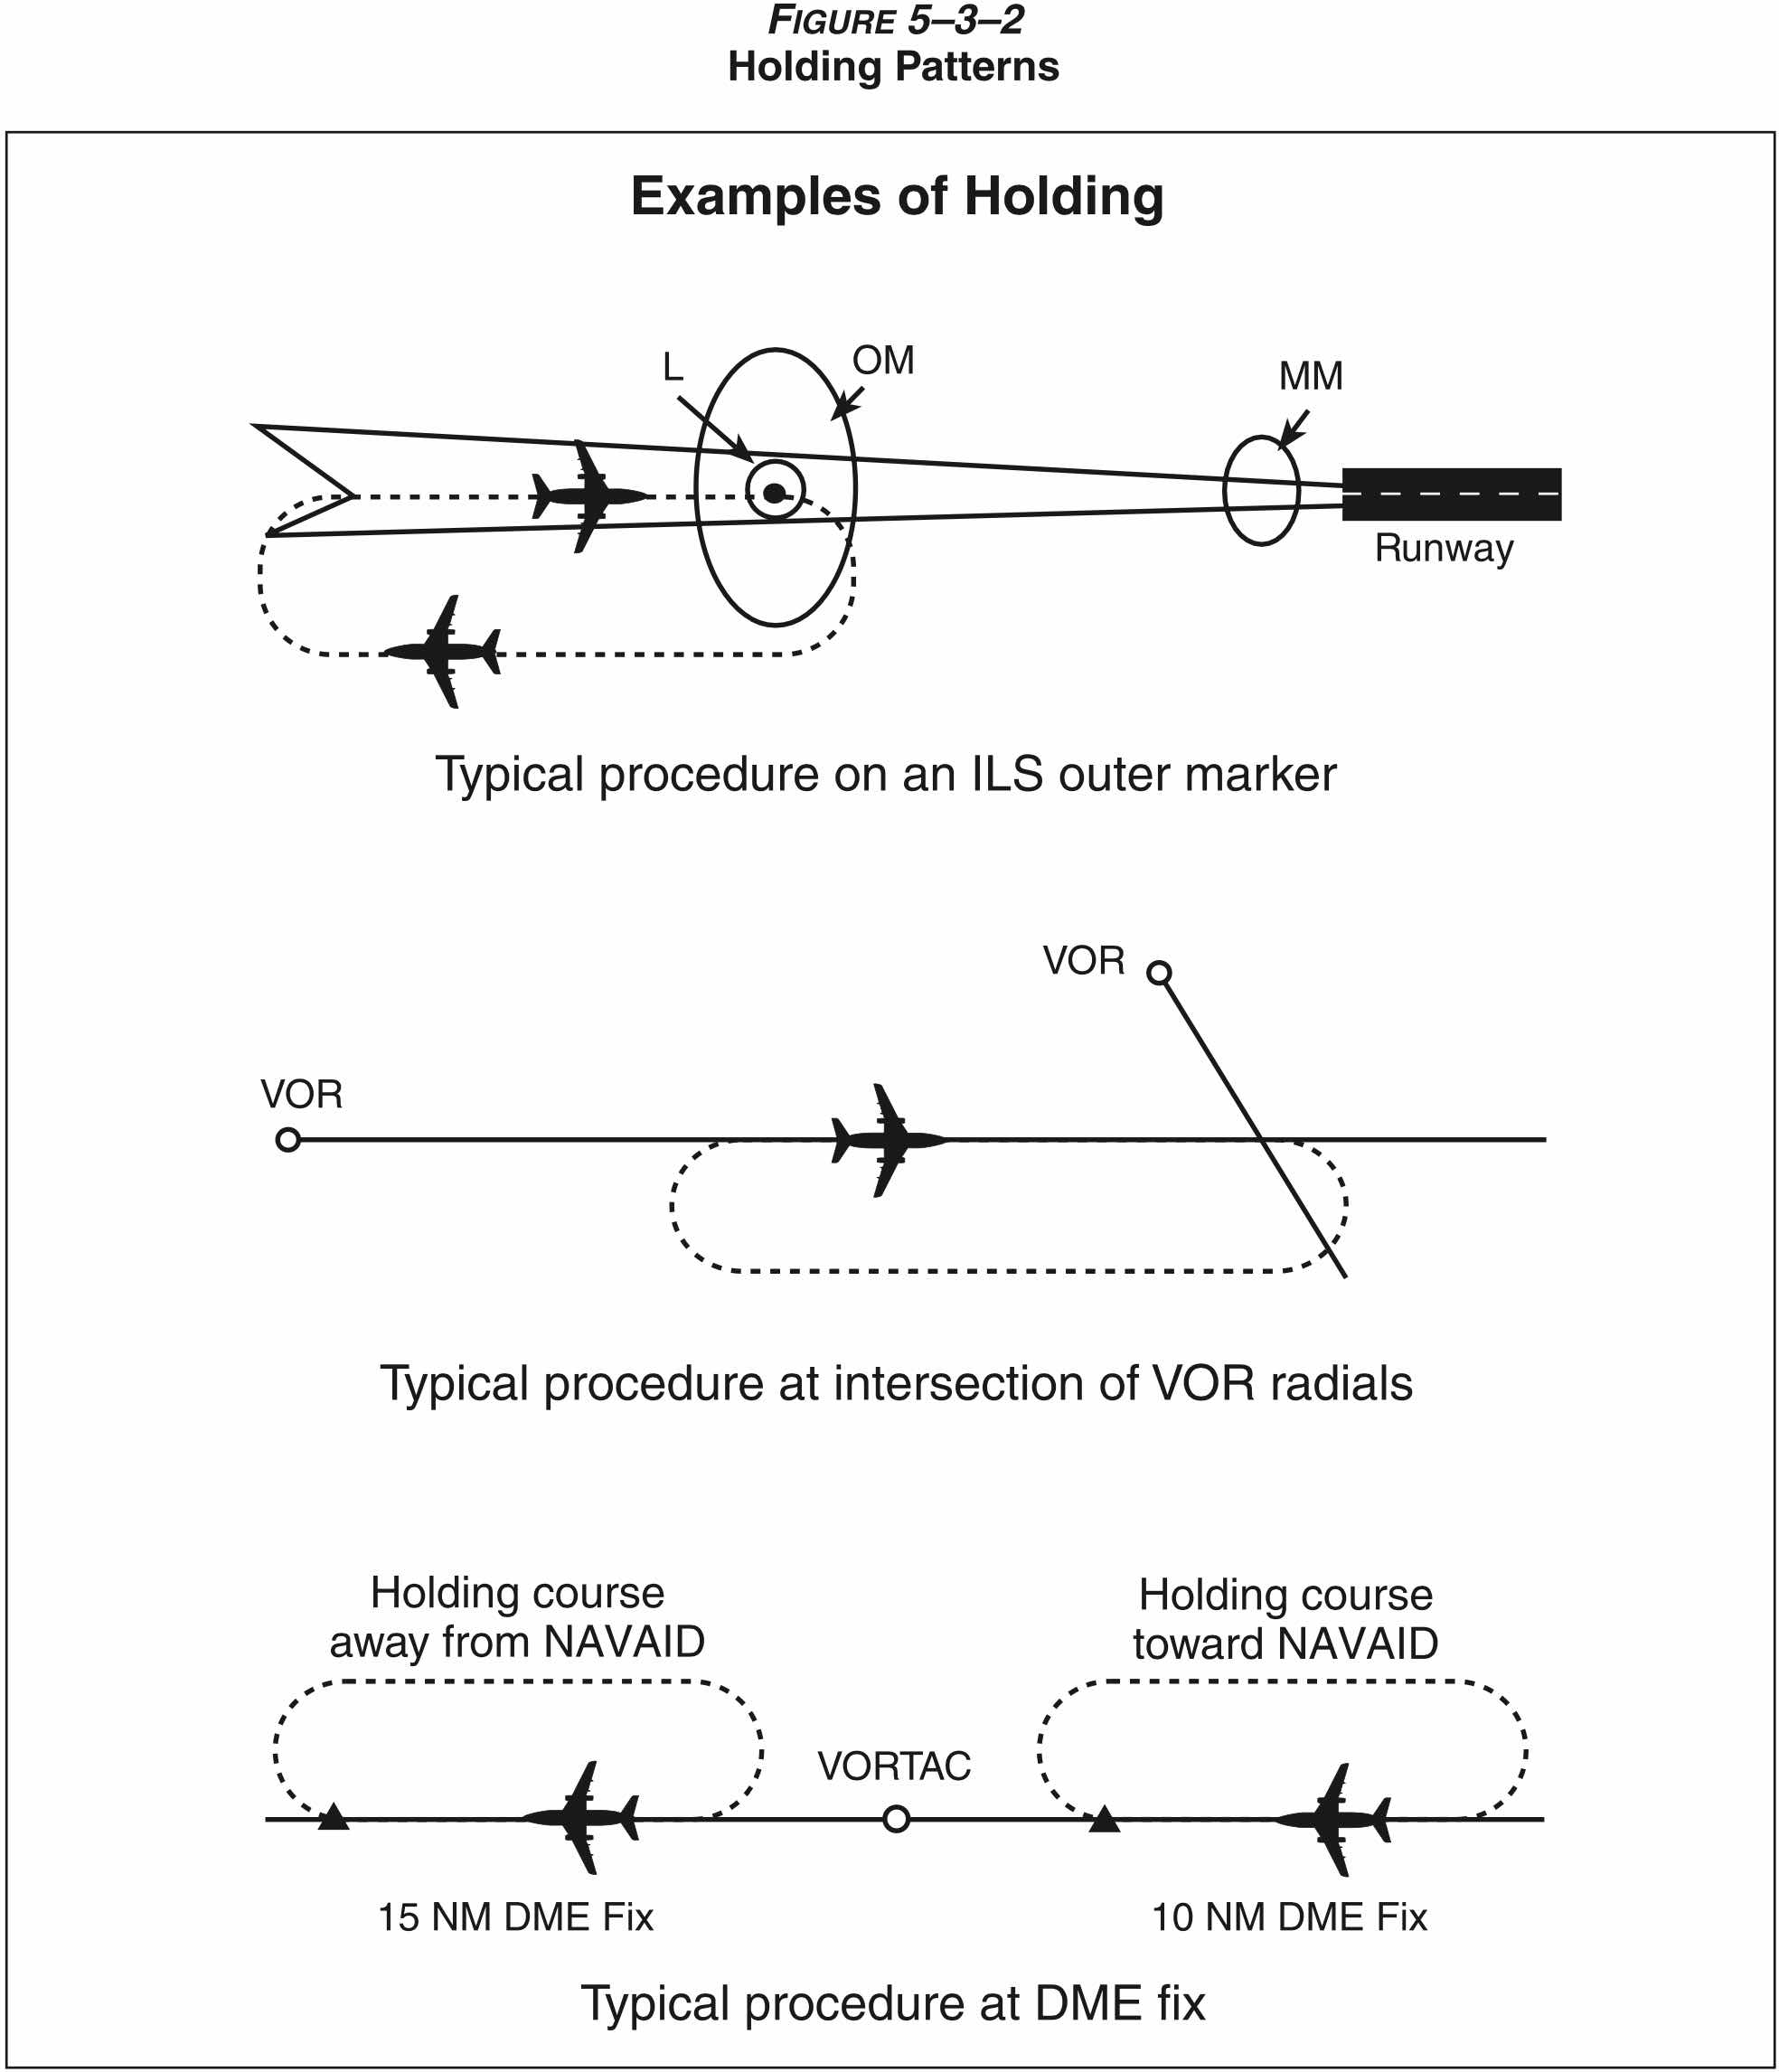 FIGURE 5–3–2
Holding Patterns
Examples of Holding
L
OM
MM
Runway
Typical procedure on an ILS outer marker
VOR
VOR
Typical procedure at intersection of VOR radials
Holding course
away from NAVAID
Holding course
toward NAVAID
VORTAC
15 NM DME Fix
10 NM DME Fix
Typical procedure at DME fix